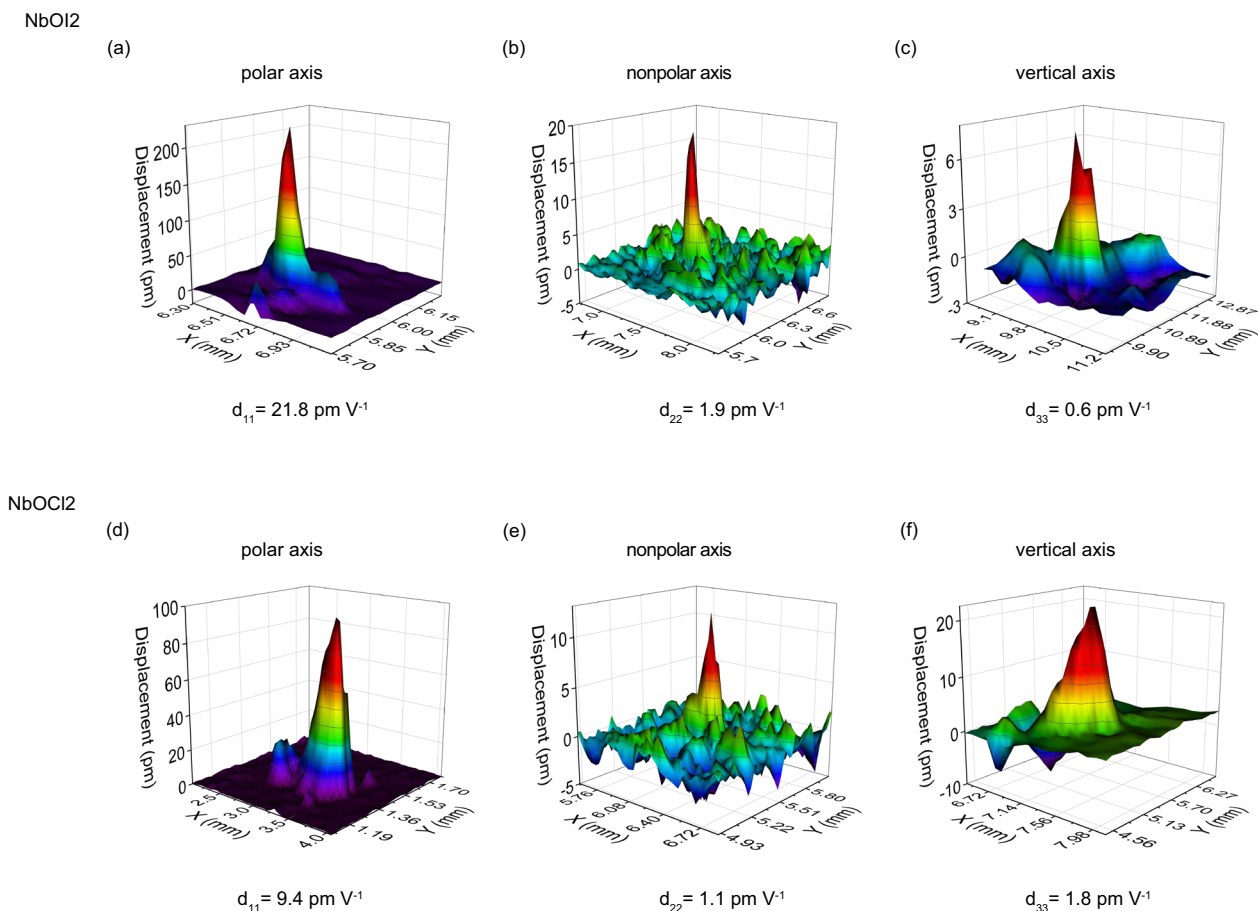 NbOI2
(a)
polar axis
Displacement (pm)
200
150
100
50
0
6.30
6.51
6.72
6.93
X (mm)
5.70
5.85
6.00
6.15
Y (mm)
d11= 21.8 pm V-1
(b)
nonpolar axis
Displacement (pm)
20
15
10
5
0
-5
7.0
7.5
8.0
X (mm)
5.7
6.0
6.3
6.6
Y (mm)
d22= 1.9 pm V-1
(c)
vertical axis
Displacement (pm)
6
3
0
-3
9.1
9.8
10.5
11.2
X (mm)
9.90
10.89
11.88
12.87
Y (mm)
d33= 0.6 pm V-1
NbOCl2
(d)
polar axis
Displacement (pm)
100
80
60
40
20
0
2.5
3.0
3.5
4.0
X (mm)
1.19
1.36
1.53
1.70
Y (mm)
d11= 9.4 pm V-1
(e)
nonpolar axis
Displacement (pm)
10
5
0
-5
5.76
6.08
6.40
6.72
X (mm)
4.93
5.22
5.51
5.80
Y (mm)
d22= 1.1 pm V-1
(f)
vertical axis
Displacement (pm)
20
10
0
-10
6.72
7.14
7.56
7.98
X (mm)
4.56
5.13
5.70
6.27
Y (mm)
d33= 1.8 pm V-1